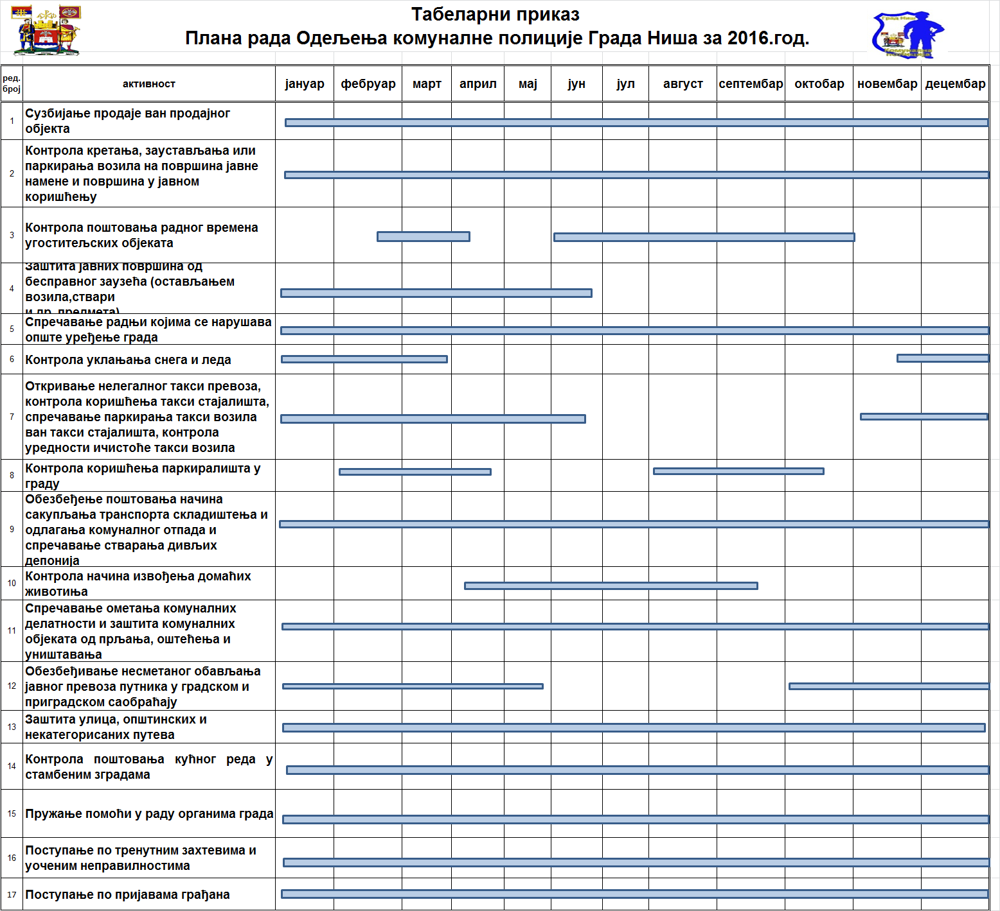 Табеларни приказ
Плана рада Одељења комуналне полиције Града Ниша за 2016.год.
Град Ниш
Комунална
полиција
ред.
број
активност
јануар
фебруар
март
април
мај
јун
јул
август
септембар
октобар
новембар
децембар
1
Сузбијање продаје ван продајног
објекта
2
Контрола кретања, заустављања или
паркирања возила на површина јавне
намене и површина у јавном
коришћењу
3
Контрола поштовања радног времена
угоститељских објеката
4
Заштита јавних површина од
бесправног заузећа (остављањем
возила,ствари
и др. предмета)
5
Спречавање радњи којима се нарушава
опште уређење града
6
Контрола уклањања снега и леда
7
Откривање нелегалног такси превоза,
контрола коришћења такси стајалишта,
спречавање паркирања такси возила
ван такси стајалишта, контрола
уредности ичистоће такси возила
8
Контрола коришћења паркиралишта у
граду
9
Обезбеђење поштовања начина
сакупљања транспорта складиштења и
одлагања комуналног отпада и
спречавање стварања дивљих
депонија
10
Контрола начина извођења домаћих
животиња
11
Спречавање ометања комуналних
делатности и заштита комуналних
објеката од прљања, оштећења и
уништавања
12
Обезбеђивање несметаног обављања
јавног превоза путника у градском и
приградском саобраћају
13
Заштита улица, општинских и
некатегорисаних путева
14
Контрола поштовања кућног реда у
стамбеним зградама
15
Пружање помоћи у раду органима града
16
Поступање по тренутним захтевима и
уоченим неправилностима
17
Поступање по пријавама грађана